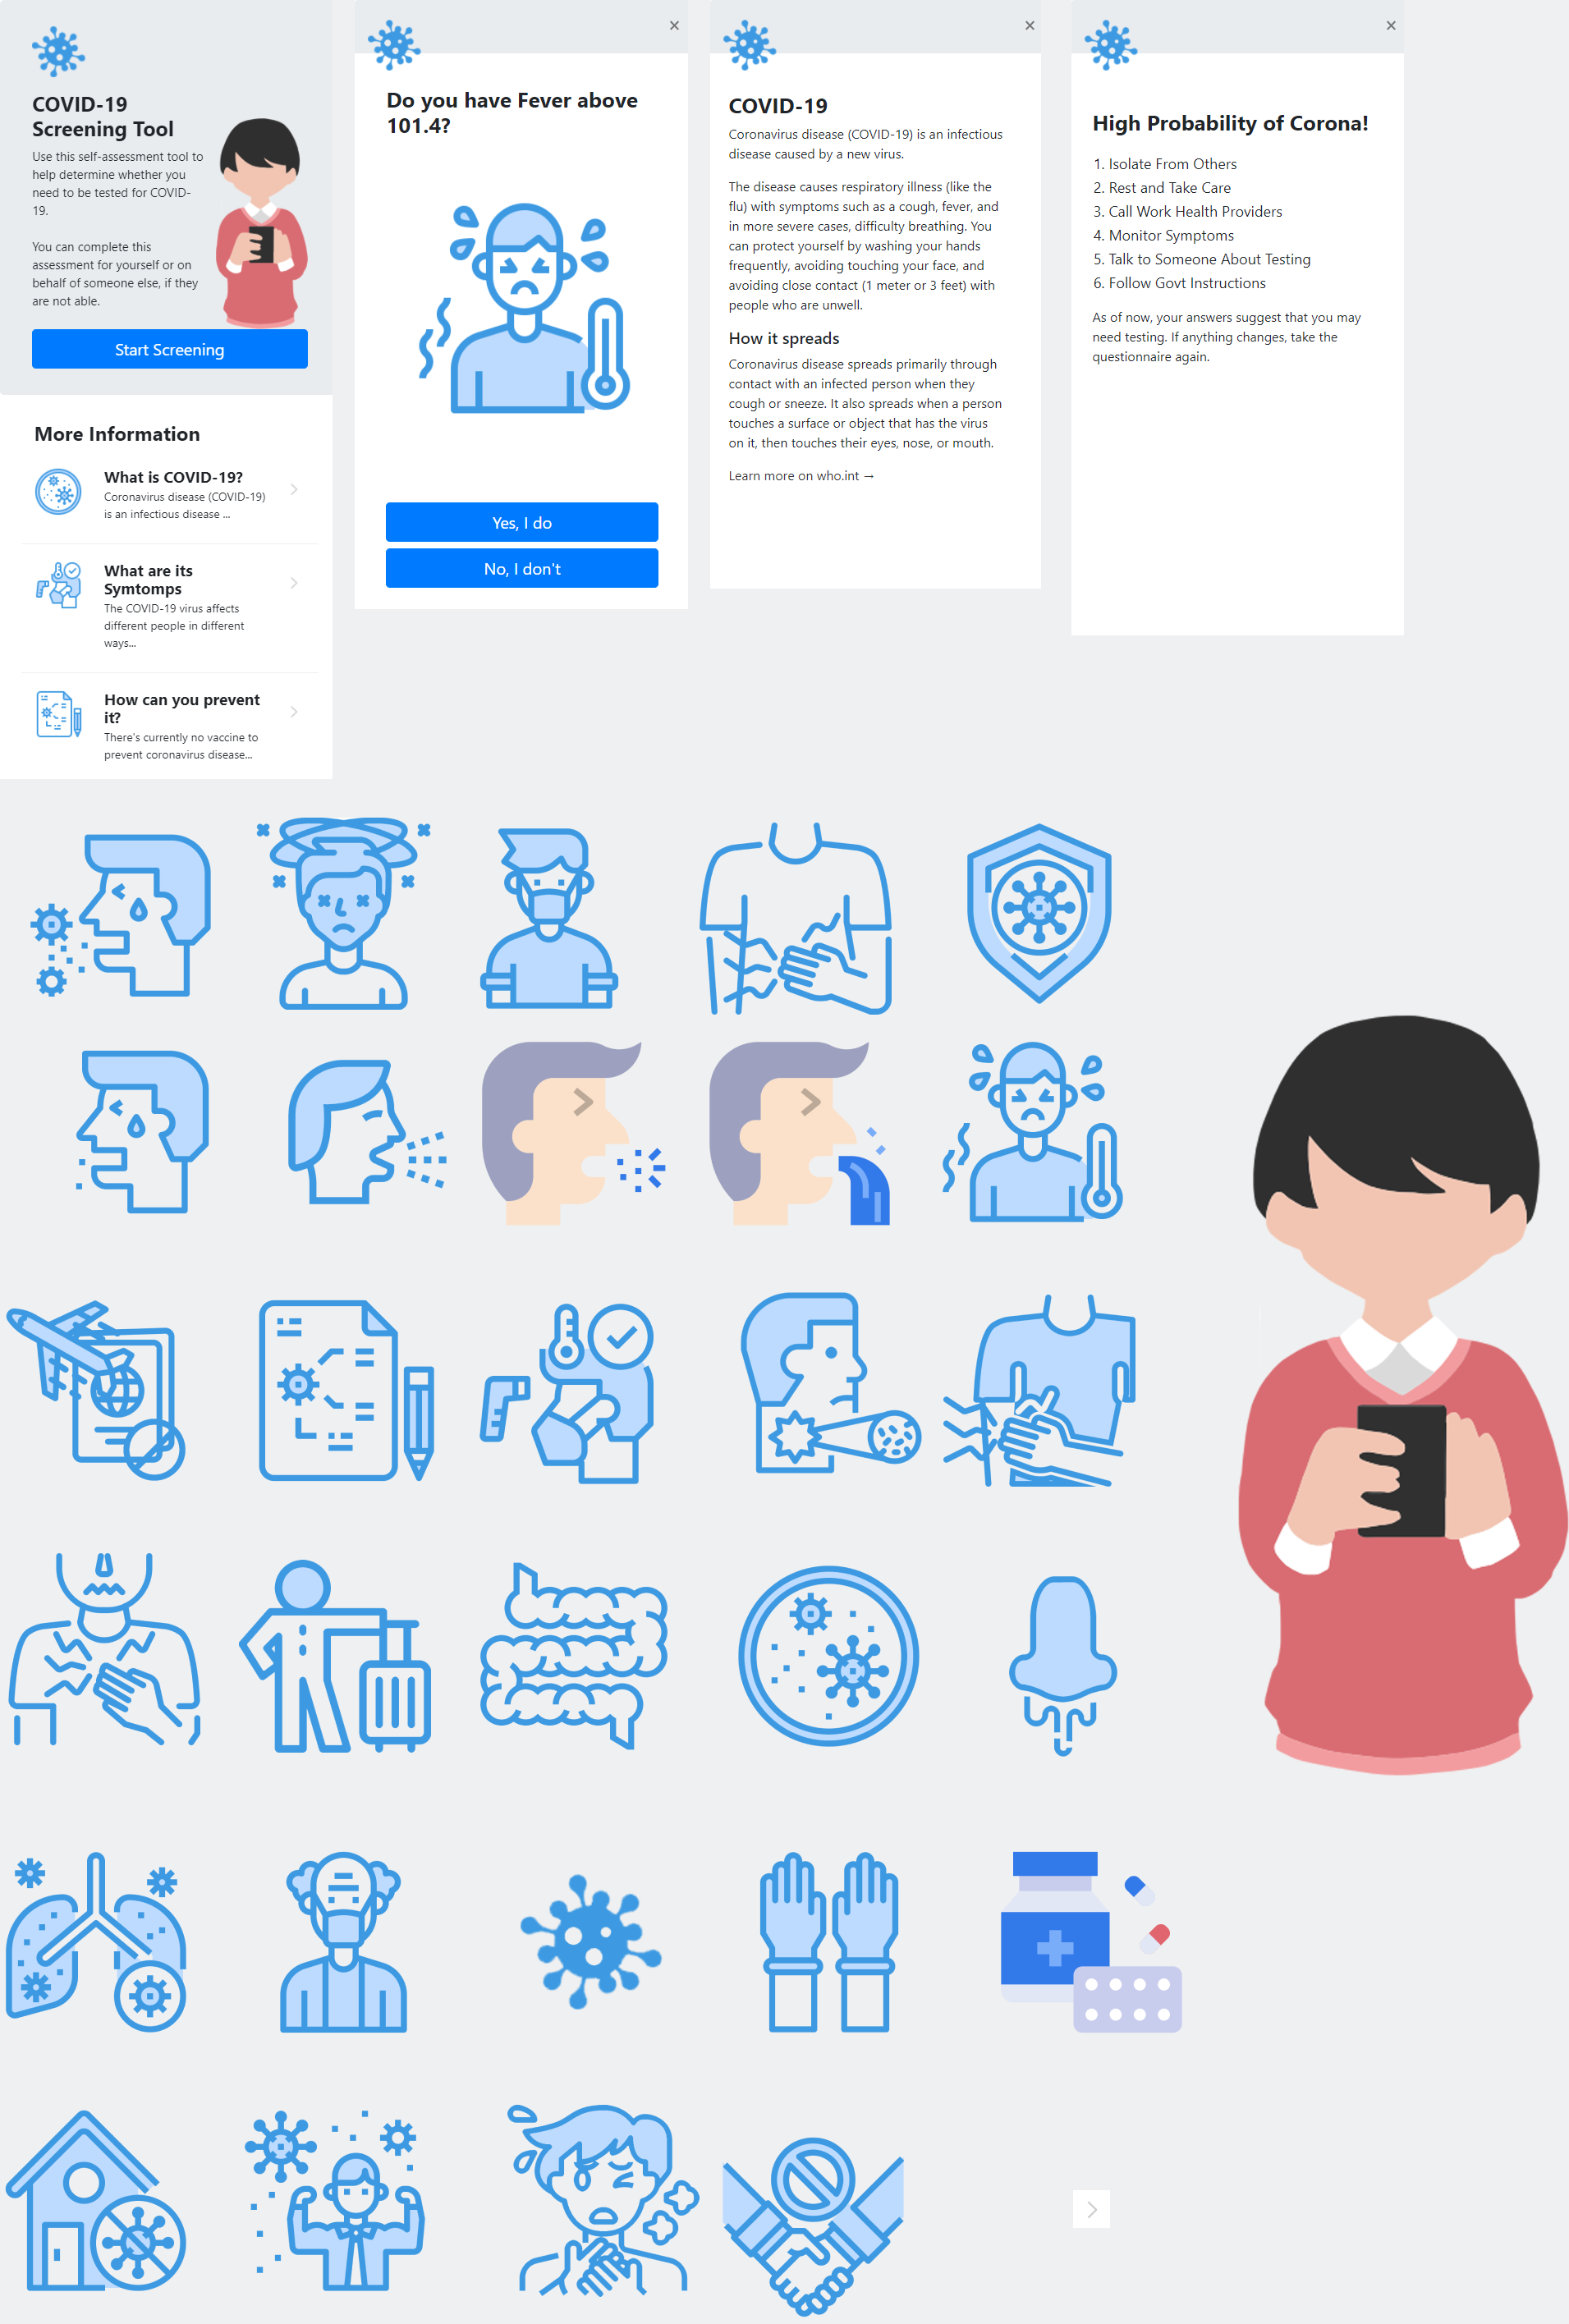 COVID-19
Screening Tool
Use this self-assessment tool to
help determine whether you
need to be tested for COVID-
19.
You can complete this
assessment for yourself or on
behalf of someone else, if they
are not able.
Start Screening
More Information
What is COVID-19?
Coronavirus disease (COVID-19)
is an infectious disease ...
What are its
Symtomps
The COVID-19 virus affects
different people in different
ways...
How can you prevent
it?
There's currently no vaccine to
prevent coronavirus disease...
×
Do you have Fever above
101.4?
Yes, I do
No, I don't
×
COVID-19
Coronavirus disease (COVID-19) is an infectious
disease caused by a new virus.
The disease causes respiratory illness (like the
flu) with symptoms such as a cough, fever, and
in more severe cases, difficulty breathing. You
can protect yourself by washing your hands
frequently, avoiding touching your face, and
avoiding close contact (1 meter or 3 feet) with
people who are unwell.
How it spreads
Coronavirus disease spreads primarily through
contact with an infected person when they
cough or sneeze. It also spreads when a person
touches a surface or object that has the virus
on it, then touches their eyes, nose, or mouth.
Learn more on who.int →
×
High Probability of Corona!
1. Isolate From Others
2. Rest and Take Care
3. Call Work Health Providers
4. Monitor Symptoms
5. Talk to Someone About Testing
6. Follow Govt Instructions
As of now, your answers suggest that you may
need testing. If anything changes, take the
questionnaire again.